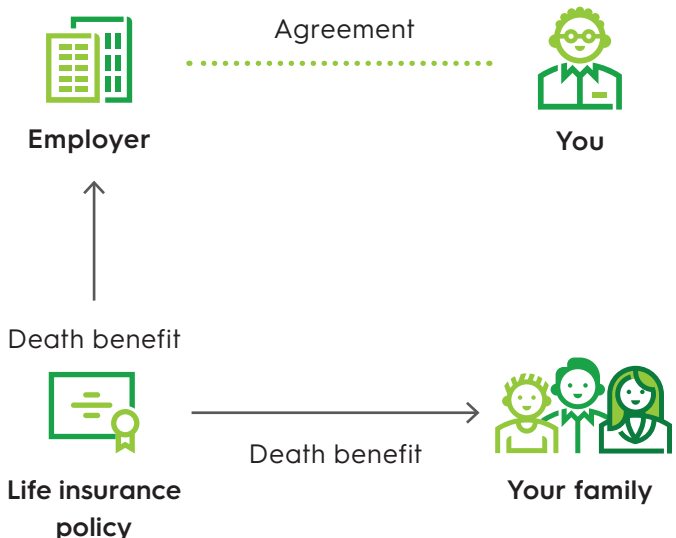 Agreement
Employer
You
Death benefit
Death benefit
Life insurance
policy
Your family